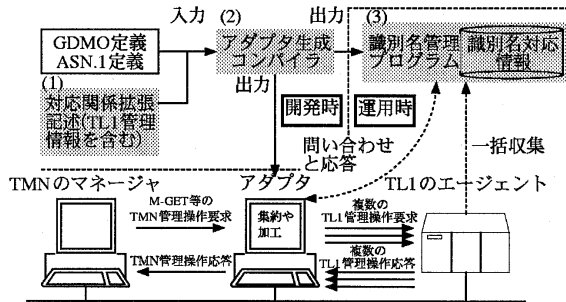 入力
(2)
出力
(3)
GDMO定義
ASN.1定義
アダプタ生成
コンパイラ
識別名管理
プログラム
識別名対応
情報
(1)
対応関係拡張
記述(TL1管理
情報を含む)
出力
開発時
運用時
問い合わせ
と応答
一括収集
TMNのマネージャ
アダプタ
TL1のエージェント
M-GET等の
TMN管理操作要求
集約や
加工
複数の
TL1管理操作要求
TMN管理操作応答
複数の
TL1管理操作応答